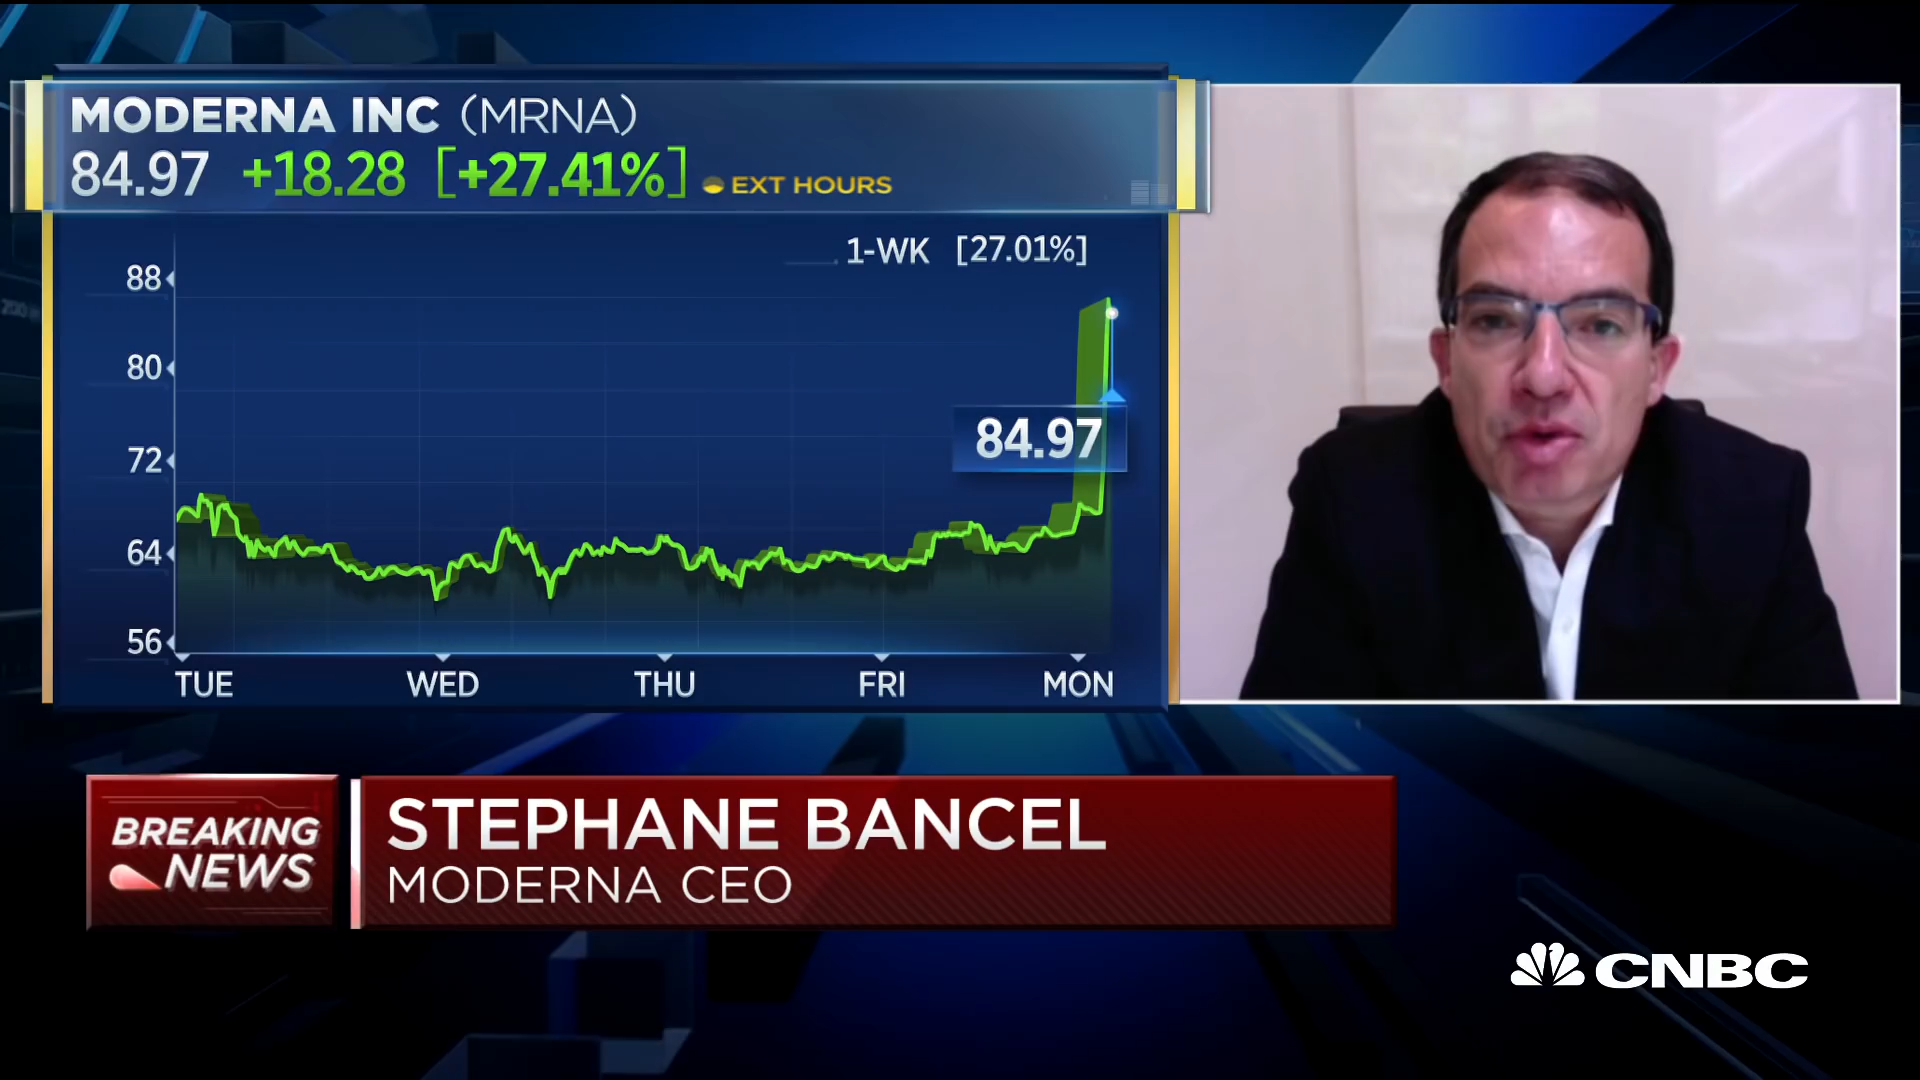 MODERNA INC (MRNA)
84.97 +18.28 [+27.41%] EXT HOURS
1-WK [27.01%]
88
80
72
64
56
84.97
TUE WED THU FRI MON
BREAKING
NEWS
STEPHANE BANCEL
MODERNA CEO
CNBC